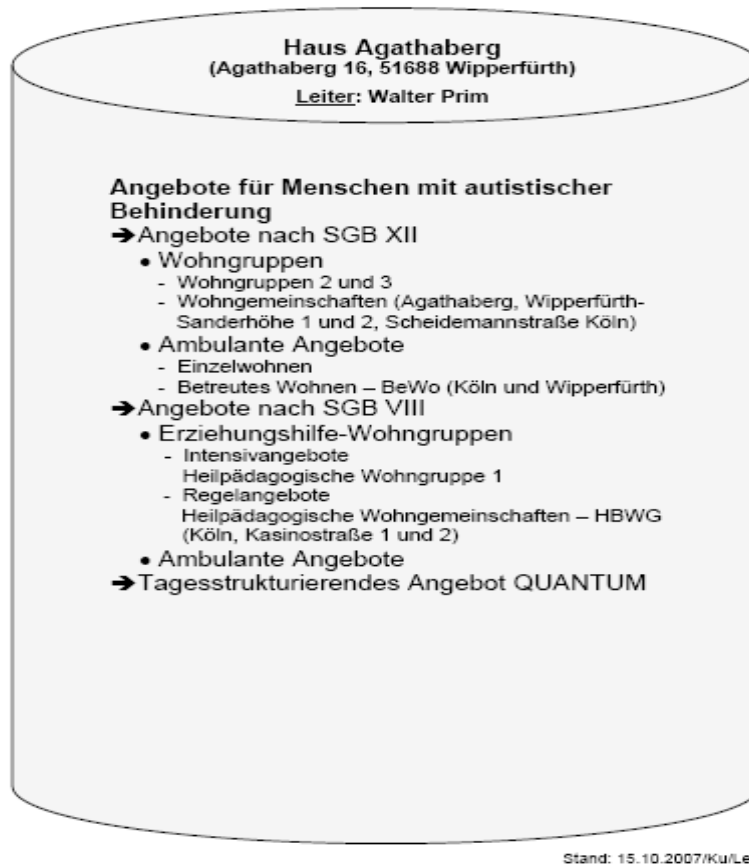 Haus Agathaberg
(Agathaberg 16, 51688 Wipperfürth)
Leiter: Walter Prim
Angebote für Menschen mit autistischer
Behinderung
➔Angebote nach SGB XII
• Wohngruppen
- Wohngruppen 2 und 3
- Wohngemeinschaften (Agathaberg, Wipperfürth-
Sanderhöhe 1 und 2, Scheidemannstraße Köln)
• Ambulante Angebote
- Einzelwohnen
- Betreutes Wohnen – BeWo (Köln und Wipperfürth)
➔Angebote nach SGB VIII
• Erziehungshilfe-Wohngruppen
- Intensivangebote
Heilpädagogische Wohngruppe 1
- Regelangebote
Heilpädagogische Wohngemeinschaften – HBWG
(Köln, Kasinostraße 1 und 2)
• Ambulante Angebote
➔Tagesstrukturierendes Angebot QUANTUM
Stand: 15.10.2007/Ku/Le